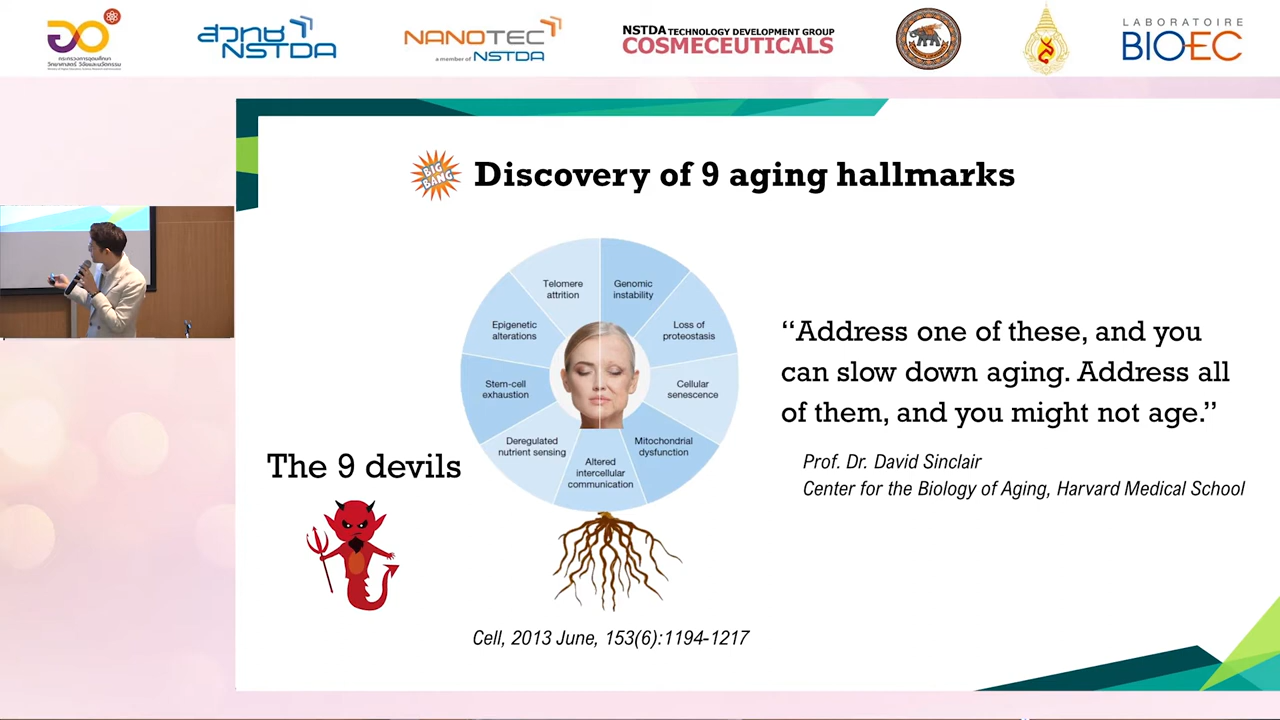 กระทรวงการอุดมศึกษา
วิทยาศาสตร์ วิจัยและนวัตกรรม
สวทช
NSTDA
NANOTEC
a member of NSTDA
NSTDA TECHNOLOGY DEVELOPMENT GROUP
COSMECEUTICALS
LABORATOIRE
BIOEC
BIG BANG
Discovery of 9 aging hallmarks
Telomere
attrition
Genomic
instability
Epigenetic
alterations
Loss of
proteostasis
Stem-cell
exhaustion
Cellular
senescence
Deregulated
nutrient sensing
Mitochondrial
dysfunction
Altered
intercellular
communication
The 9 devils
“Address one of these, and you
can slow down aging. Address all
of them, and you might not age.”
Prof. Dr. David Sinclair
Center for the Biology of Aging, Harvard Medical School
Cell, 2013 June, 153(6):1194-1217